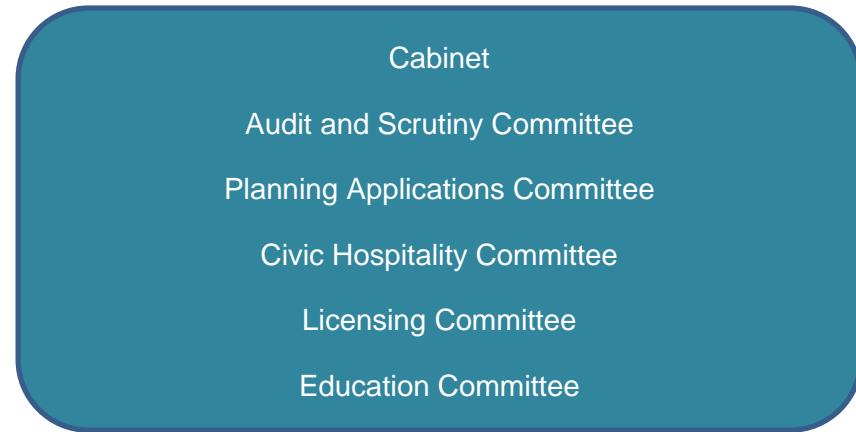 Cabinet
Audit and Scrutiny Committee
Planning Applications Committee
Civic Hospitality Committee
Licensing Committee
Education Committee